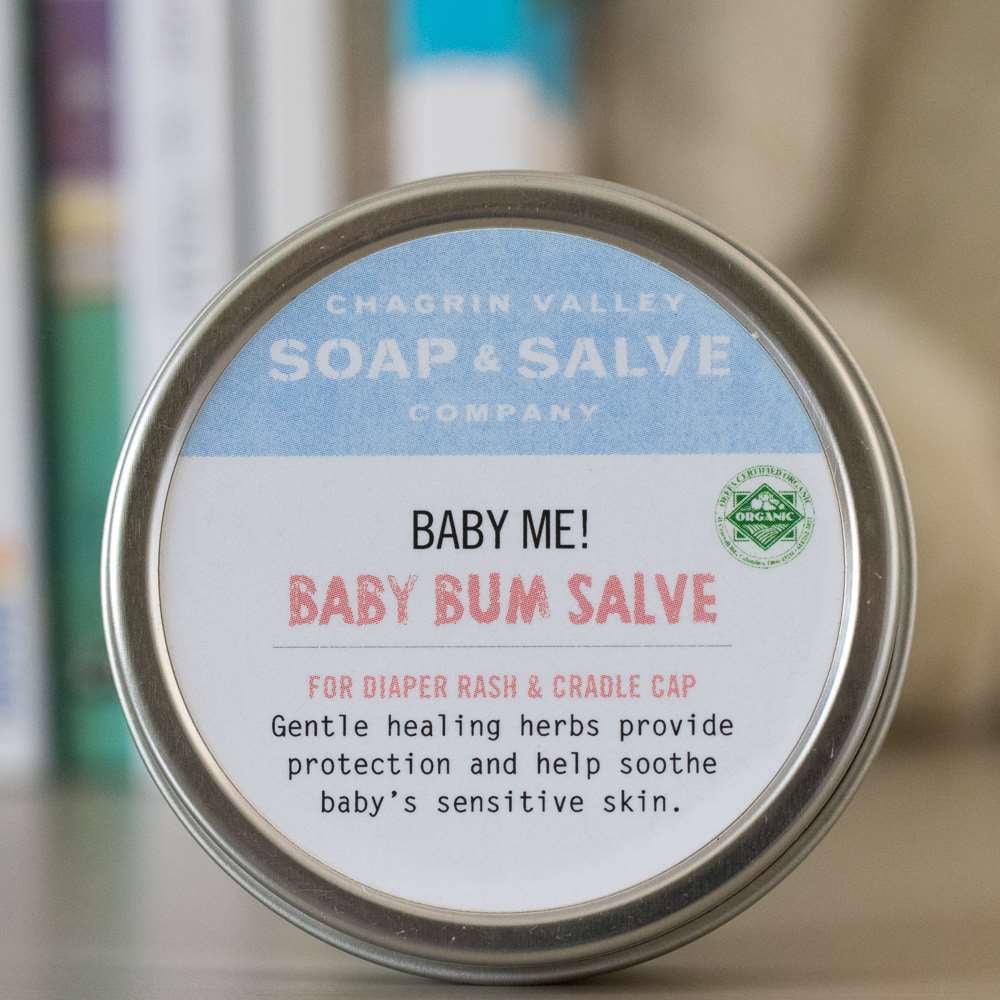 CHAGRIN VALLEY
SOAP & SALVE
COMPANY
ORGANIC
BABY ME!
BABY BUM SALVE
FOR DIAPER RASH & CRADLE CAP
Gentle healing herbs provide
protection and help soothe
baby's sensitive skin.